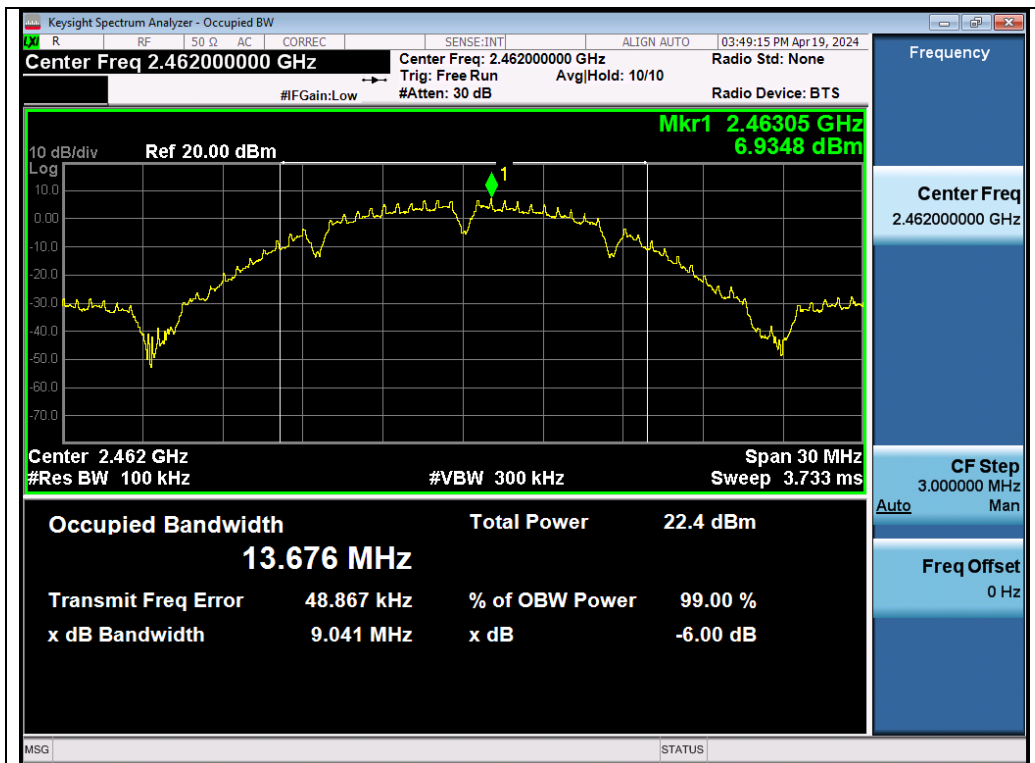 Keysight Spectrum Analyzer - Occupied BW
LXI R RF 50 Ω AC CORREC SENSE:INT ALIGN AUTO 03:49:15 PM Apr 19, 2024
Center Freq 2.462000000 GHz
Center Freq: 2.462000000 GHz
Radio Std: None
Trig: Free Run Avg|Hold: 10/10
#IFGain:Low
#Atten: 30 dB
Radio Device: BTS
Frequency
Mkr1 2.46305 GHz
6.9348 dBm
10 dB/div Ref 20.00 dBm
Log
1
10.0
0.00
-10.0
-20.0
-30.0
-40.0
-50.0
-60.0
-70.0
Center 2.462 GHz
Span 30 MHz
#Res BW 100 kHz
#VBW 300 kHz
Sweep 3.733 ms
Center Freq
2.462000000 GHz
CF Step
3.000000 MHz
Auto Man
Freq Offset
0 Hz
Occupied Bandwidth
13.676 MHz
Total Power 22.4 dBm
Transmit Freq Error 48.867 kHz
% of OBW Power 99.00 %
x dB Bandwidth 9.041 MHz
x dB -6.00 dB
MSG
STATUS